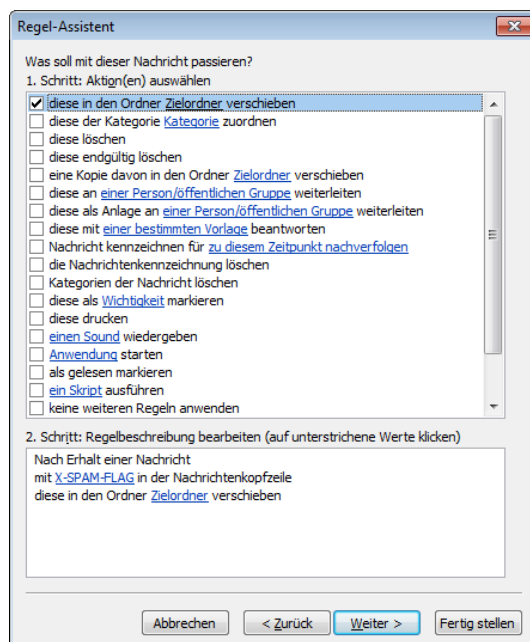 Regel-Assistent
Was soll mit dieser Nachricht passieren?
1. Schritt: Aktion(en) auswählen
diese in den Ordner Zielordner verschieben
diese der Kategorie Kategorie zuordnen
diese löschen
diese endgültig löschen
eine Kopie davon in den Ordner Zielordner verschieben
diese an einer Person/öffentlichen Gruppe weiterleiten
diese als Anlage an einer Person/öffentlichen Gruppe weiterleiten
diese mit einer bestimmten Vorlage beantworten
Nachricht kennzeichnen für zu diesem Zeitpunkt nachverfolgen
die Nachrichtenkennzeichnung löschen
Kategorien der Nachricht löschen
diese als Wichtigkeit markieren
diese drucken
einen Sound wiedergeben
Anwendung starten
als gelesen markieren
ein Skript ausführen
keine weiteren Regeln anwenden
2. Schritt: Regelbeschreibung bearbeiten (auf unterstrichene Werte klicken)
Nach Erhalt einer Nachricht
mit X-SPAM-FLAG in der Nachrichtenkopfzeile
diese in den Ordner Zielordner verschieben
Abbrechen < Zurück Weiter > Fertig stellen